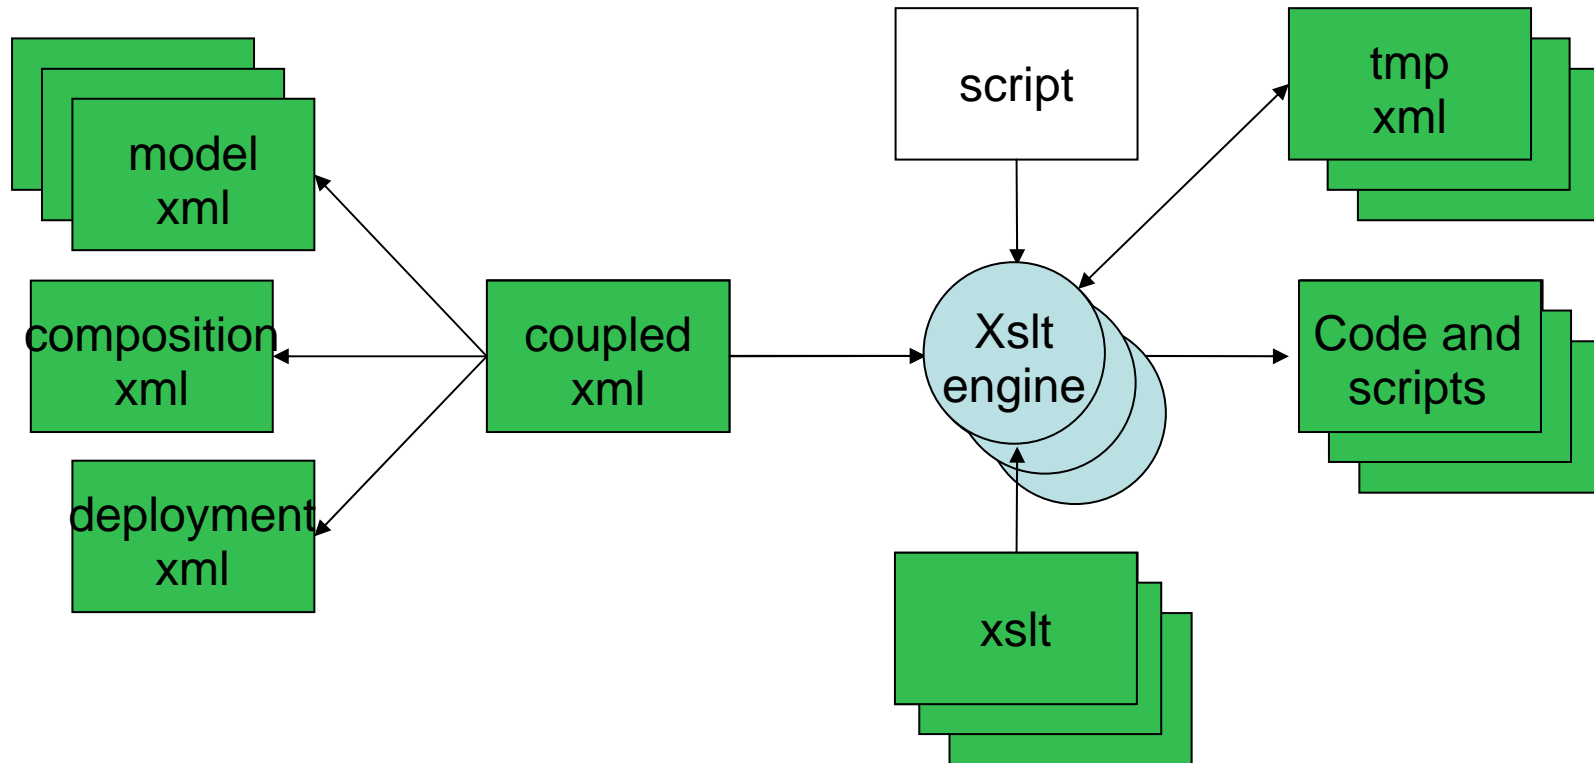 model
xml
composition
xml
deployment
xml
coupled
xml
script
Xslt
engine
xslt
tmp
xml
Code and
scripts